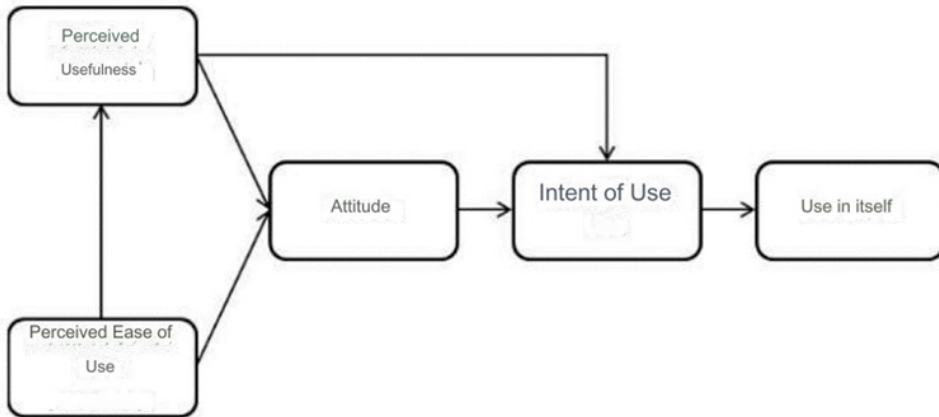 Perceived
Usefulness
Attitude
Intent of Use
Use in itself
Perceived Ease of
Use